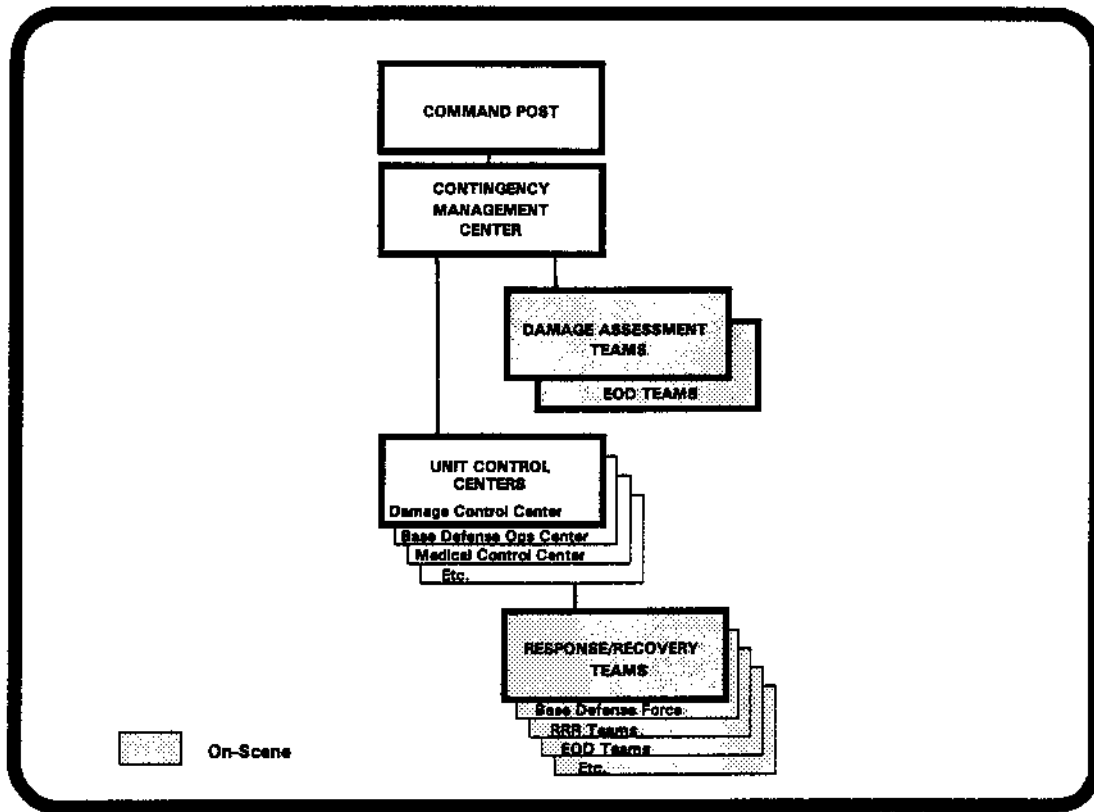 COMMAND POST
CONTINGENCY
MANAGEMENT
CENTER
DAMAGE ASSESSMENT
TEAMS
EOD TEAMS
UNIT CONTROL
CENTERS
Damage Control Center
Base Defense Ops Center
Medical Control Center
Etc.
RESPONSE/RECOVERY
TEAMS
Base Defense Force
RRR Teams
EOD Teams
Etc.
On-Scene